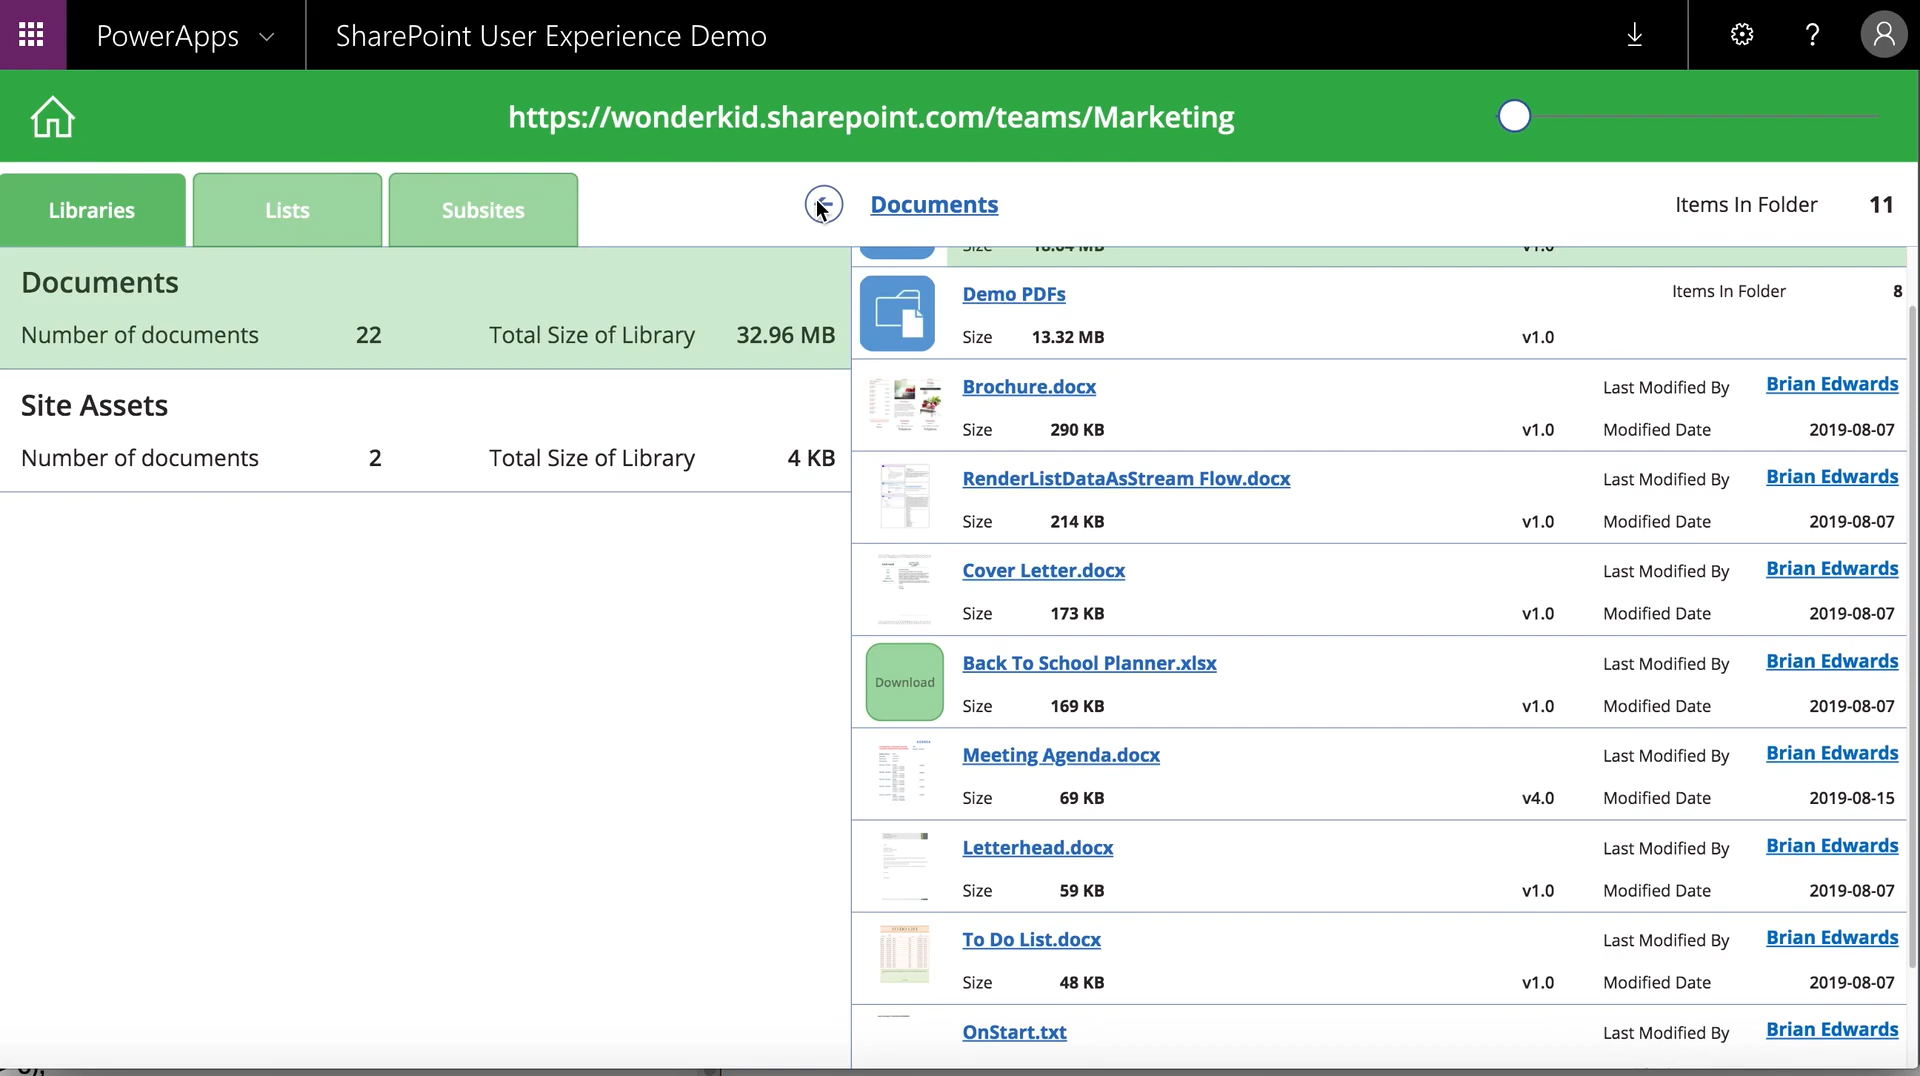 PowerApps
SharePoint User Experience Demo
https://wonderkid.sharepoint.com/teams/Marketing
Libraries
Lists
Subsites
Documents
Items In Folder 11
Documents
Number of documents 22 Total Size of Library 32.96 MB
Site Assets
Number of documents 2 Total Size of Library 4 KB
Demo PDFs Items In Folder 8
Size 13.32 MB v1.0
Brochure.docx Last Modified By Brian Edwards
Size 290 KB v1.0 Modified Date 2019-08-07
RenderListDataAsStream Flow.docx Last Modified By Brian Edwards
Size 214 KB v1.0 Modified Date 2019-08-07
Cover Letter.docx Last Modified By Brian Edwards
Size 173 KB v1.0 Modified Date 2019-08-07
Download
Back To School Planner.xlsx Last Modified By Brian Edwards
Size 169 KB v1.0 Modified Date 2019-08-07
Meeting Agenda.docx Last Modified By Brian Edwards
Size 69 KB v4.0 Modified Date 2019-08-15
Letterhead.docx Last Modified By Brian Edwards
Size 59 KB v1.0 Modified Date 2019-08-07
To Do List.docx Last Modified By Brian Edwards
Size 48 KB v1.0 Modified Date 2019-08-07
OnStart.txt Last Modified By Brian Edwards